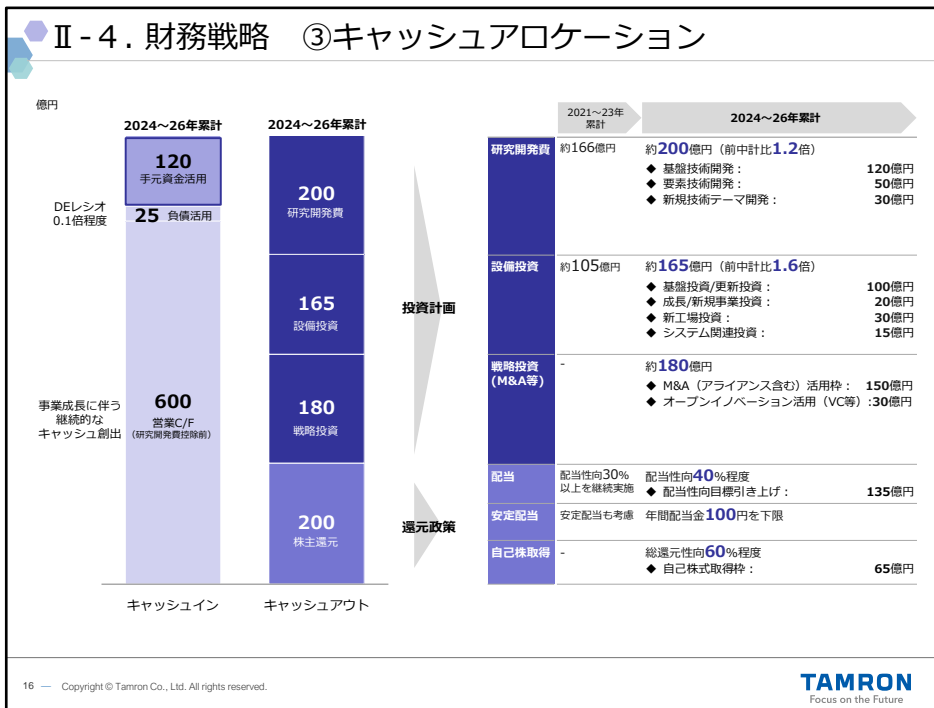 Ⅱ-4. 財務戦略 ③キャッシュアロケーション
億円
2024～26年累計
120
手元資金活用
DEレシオ
0.1倍程度
25 負債活用
事業成長に伴う
継続的な
キャッシュ創出
600
営業C/F
(研究開発費控除前)
キャッシュイン
2024～26年累計
200
研究開発費
165
設備投資
180
戦略投資
200
株主還元
キャッシュアウト
投資計画
還元政策
2021～23年
累計
2024～26年累計
研究開発費
約166億円
約200億円（前中計比1.2倍）
◆ 基盤技術開発： 120億円
◆ 要素技術開発： 50億円
◆ 新規技術テーマ開発： 30億円
設備投資
約105億円
約165億円（前中計比1.6倍）
◆ 基盤投資/更新投資： 100億円
◆ 成長/新規事業投資： 20億円
◆ 新工場投資： 30億円
◆ システム関連投資： 15億円
戦略投資
(M&A等)
-
約180億円
◆ M&A（アライアンス含む）活用枠： 150億円
◆ オープンイノベーション活用（VC等）:30億円
配当
配当性向30%
以上を継続実施
配当性向40%程度
◆ 配当性向目標引き上げ： 135億円
安定配当
安定配当も考慮
年間配当金100円を下限
自己株取得
-
総還元性向60%程度
◆ 自己株式取得枠： 65億円
16 — Copyright © Tamron Co., Ltd. All rights reserved.
TAMRON
Focus on the Future